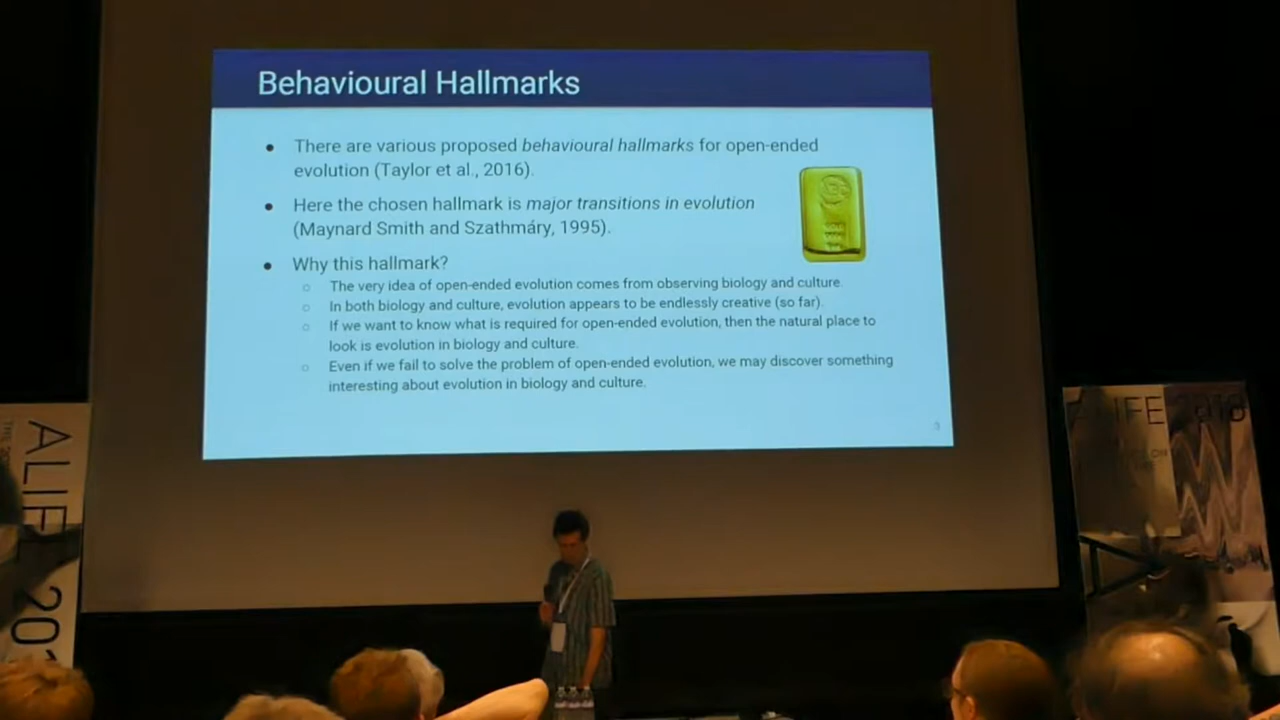 Behavioural Hallmarks
● There are various proposed behavioural hallmarks for open-ended
evolution (Taylor et al., 2016).
● Here the chosen hallmark is major transitions in evolution
(Maynard Smith and Szathmáry, 1995).
● Why this hallmark?
○ The very idea of open-ended evolution comes from observing biology and culture.
○ In both biology and culture, evolution appears to be endlessly creative (so far).
○ If we want to know what is required for open-ended evolution, then the natural place to
look is evolution in biology and culture.
○ Even if we fail to solve the problem of open-ended evolution, we may discover something
interesting about evolution in biology and culture.
3
ALIFE 2018